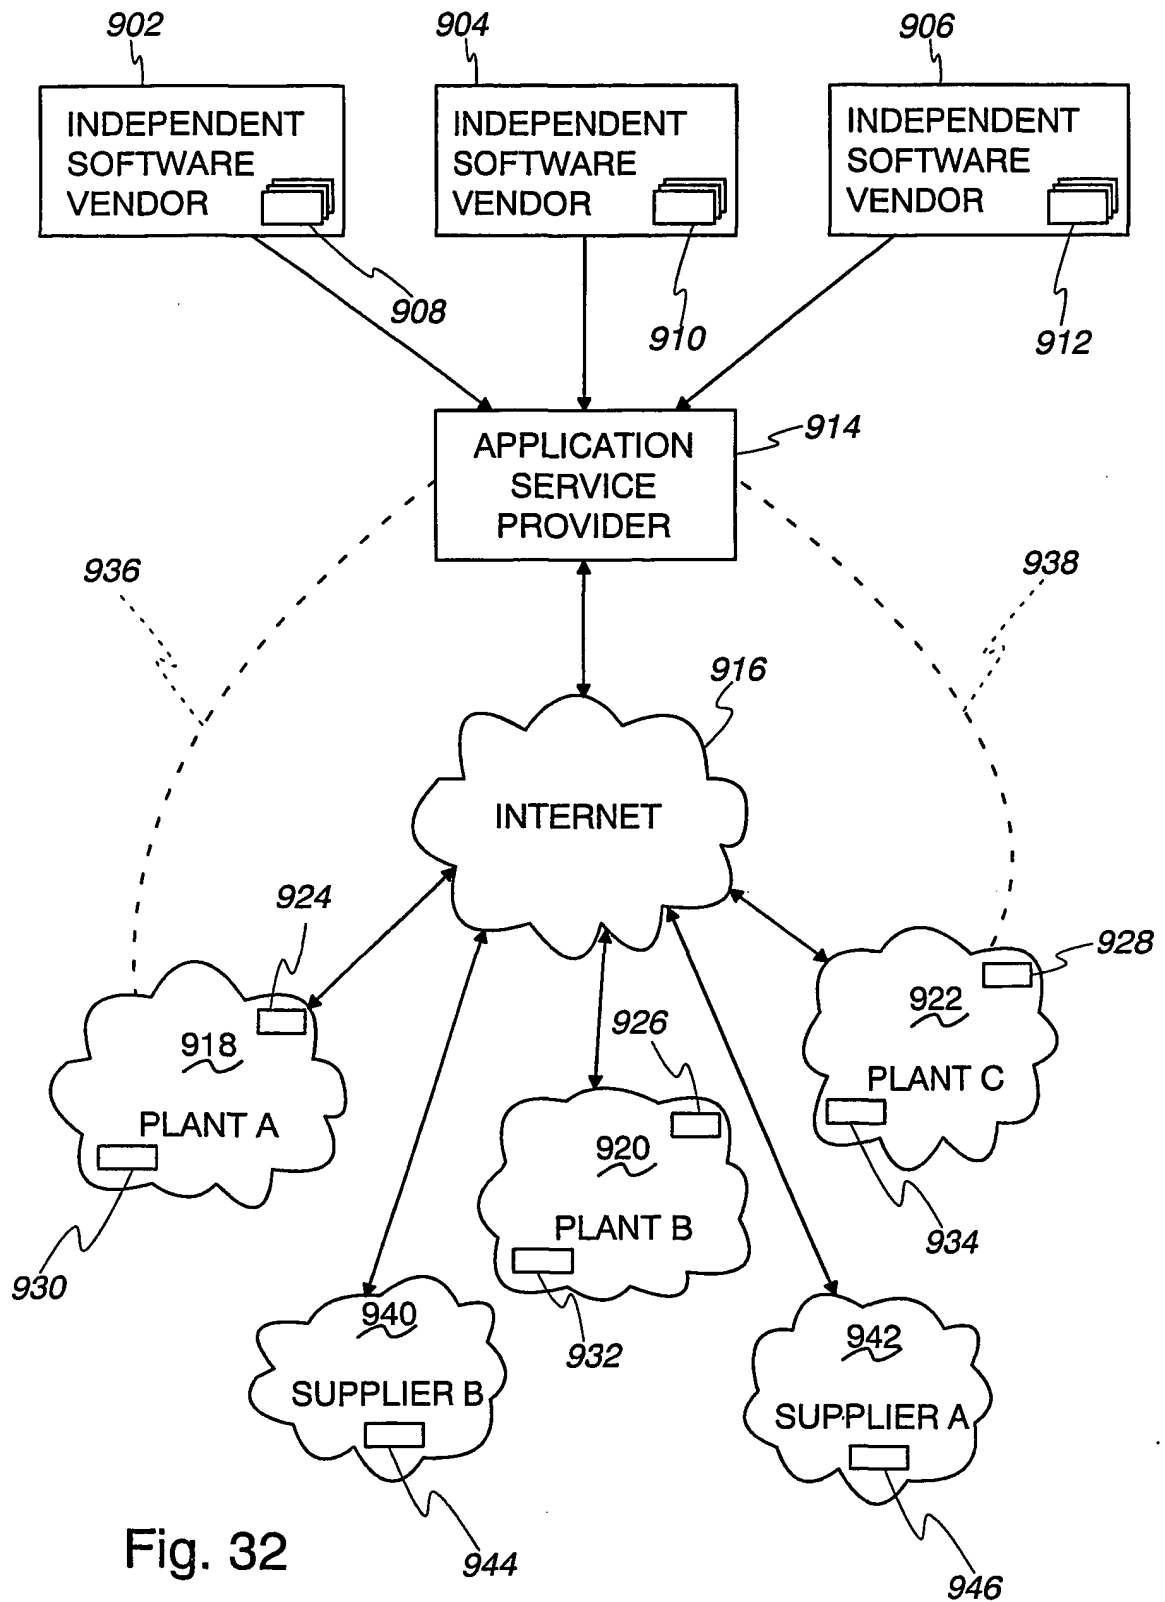 902
904
906
INDEPENDENT
SOFTWARE
VENDOR
INDEPENDENT
SOFTWARE
VENDOR
INDEPENDENT
SOFTWARE
VENDOR
908
910
912
APPLICATION
SERVICE
PROVIDER
914
936
938
916
INTERNET
924
928
918
PLANT A
926
922
PLANT C
920
PLANT B
930
934
932
940
SUPPLIER B
942
SUPPLIER A
944
946
Fig. 32